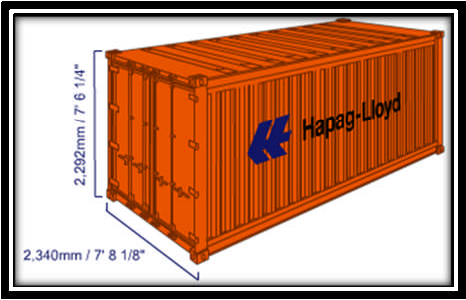 2,292mm / 7' 6 1/4"
Hapag-Lloyd
2,340mm / 7' 8 1/8"